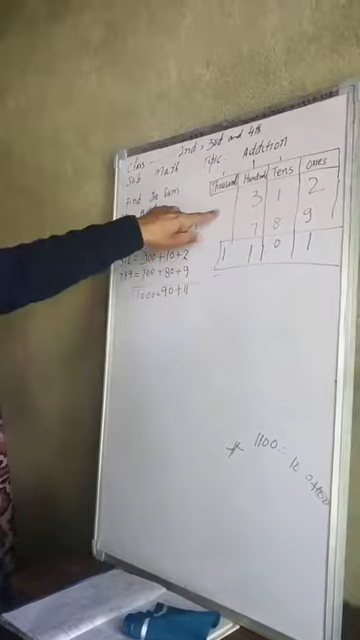 Class - 2nd, 3rd and 4th
Sub Math Topic: Addition
Find The Sum
Thousand Hundred Tens Ones
3 1 2
7 8 9
1 1 0 1
= 300+10+2
789 = 700+80+9
1000+90+11
* 1100